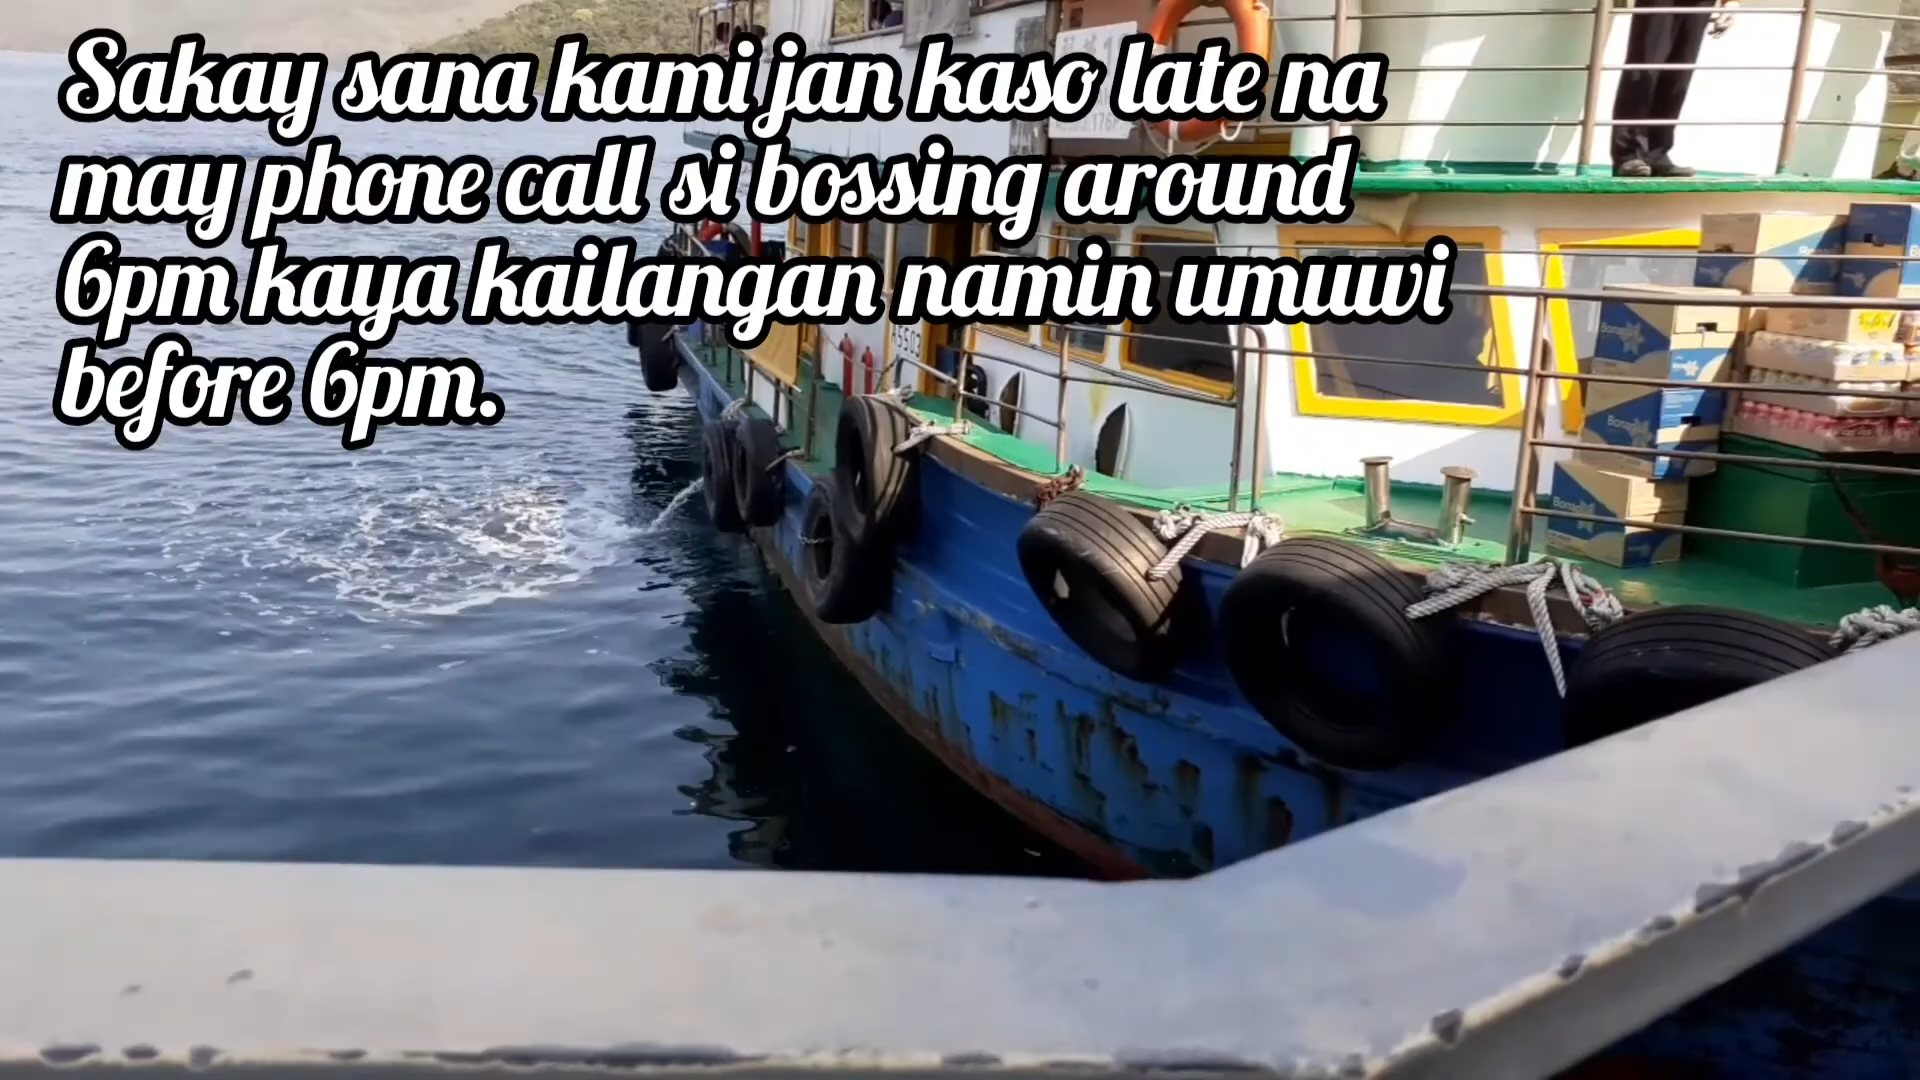 Sakay sana kami jan kaso late na
may phone call si bossing around
6pm kaya kailangan namin umuwi
before 6pm.
Bonaqua